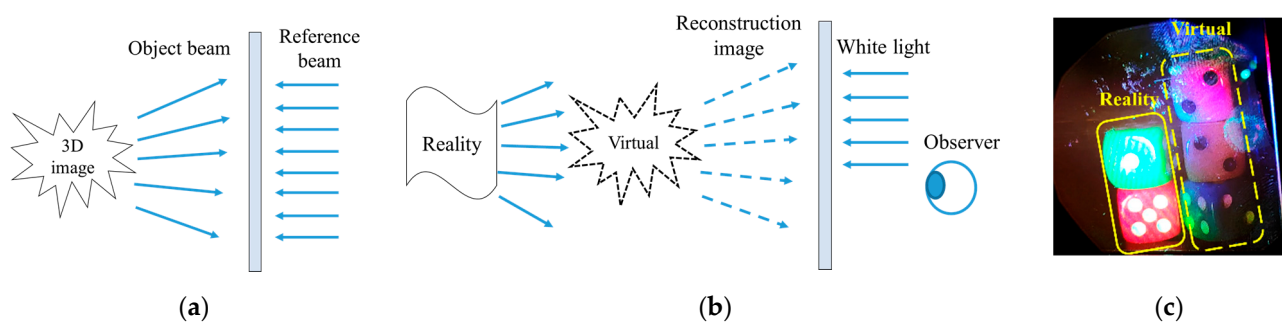 Object beam
Reference
beam
3D
image
(a)
Reconstruction
image
White light
Reality
Virtual
Observer
(b)
Virtual
Reality
(c)